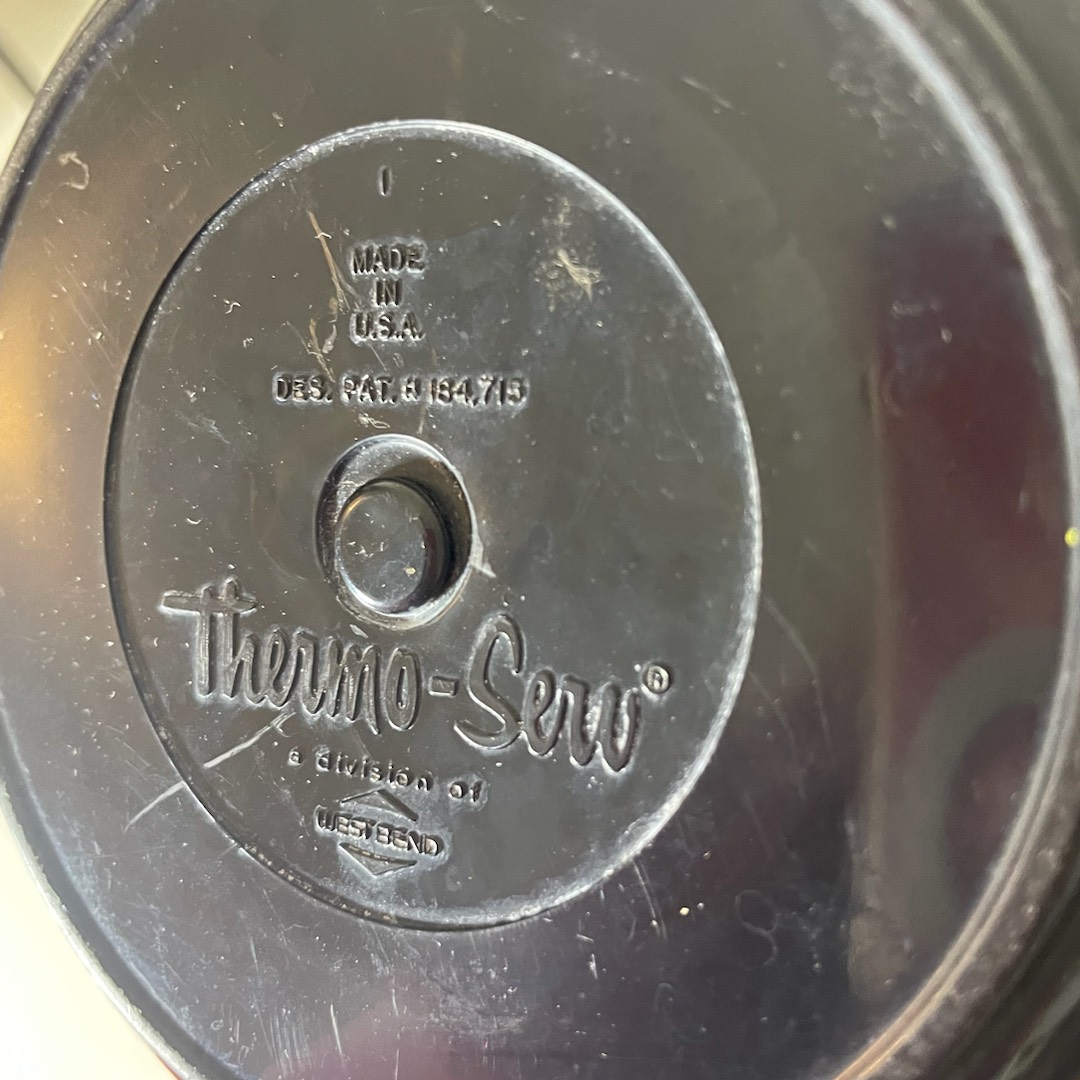 I
MADE
IN
U.S.A.
DES. PAT. R 184,715
Thermo-Serv®
a division of
WEST BEND